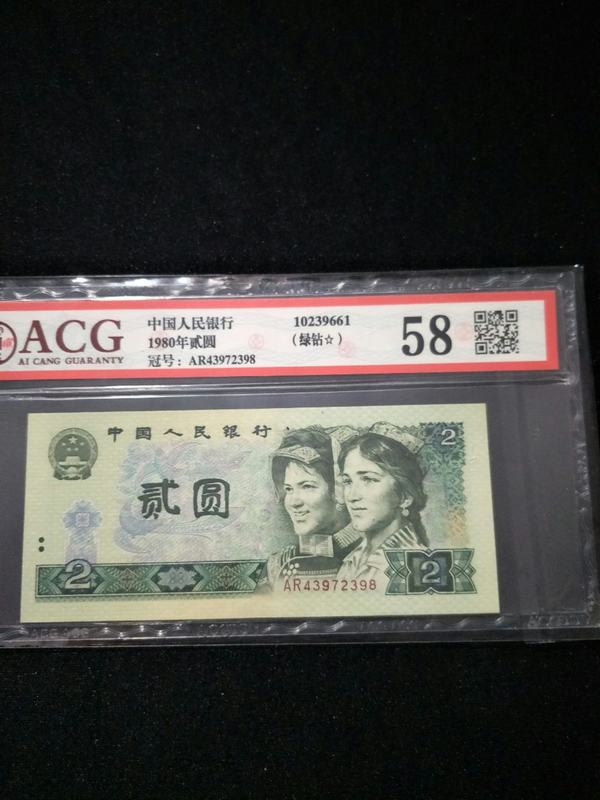 ACG
AI CANG GUARANTY
中国人民银行
1980年贰圆
冠号: AR43972398
10239661
(绿钻☆)
58
中国人民银行
贰圆
2
2
AR43972398
2